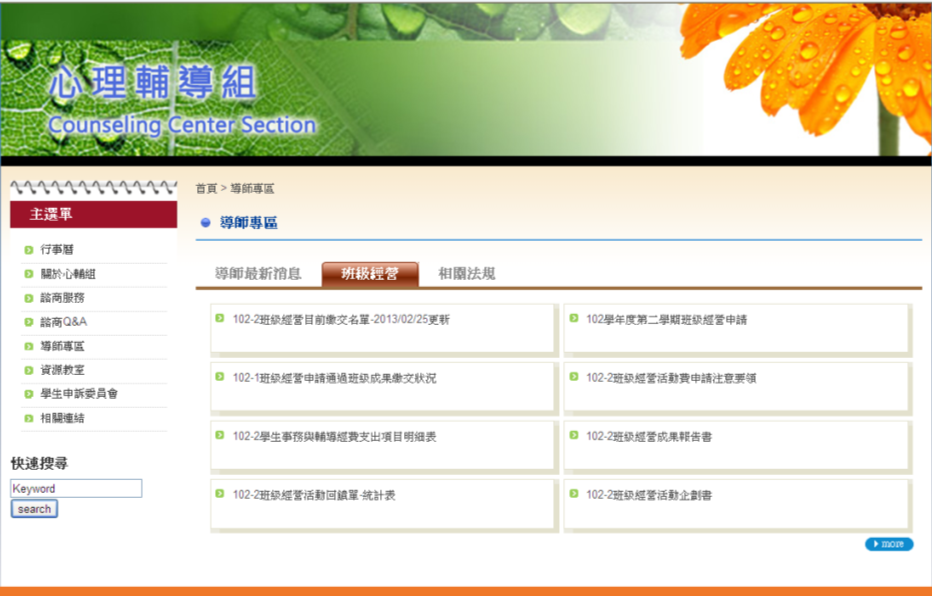 心理輔導組
Counseling Center Section
首頁 > 導師專區
主選單
導師專區
行事曆
關於心輔組
諮商服務
諮商Q&A
導師專區
資源教室
學生申訴委員會
相關連結
快速搜尋
Keyword
search
導師最新消息 班級經營 相關法規
102-2班級經營目前繳交名單-2013/02/25更新
102學年度第二學期班級經營申請
102-1班級經營申請通過班級成果繳交狀況
102-2班級經營活動費申請注意要領
102-2學生事務與輔導經費支出項目明細表
102-2班級經營成果報告書
102-2班級經營活動回饋單-統計表
102-2班級經營活動企劃書
more